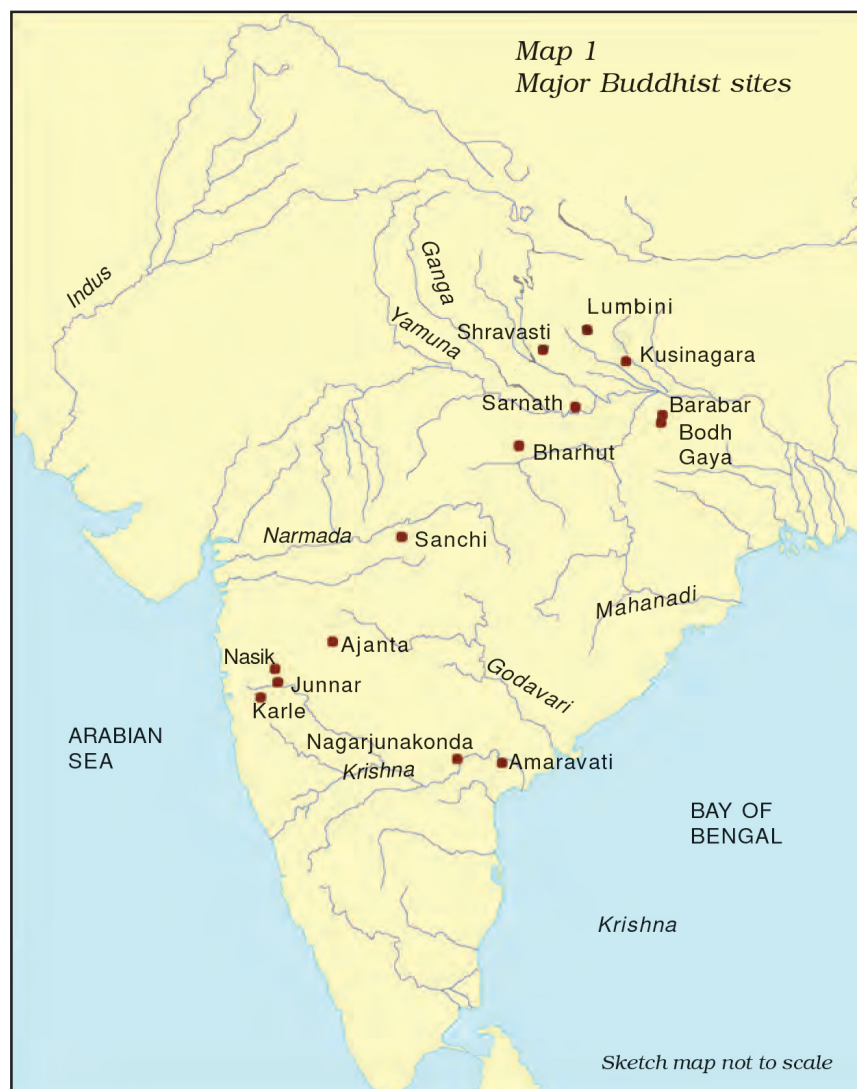 Map 1
Major Buddhist sites
Indus
Ganga
Yamuna
Lumbini
Shravasti
Kusinagara
Sarnath
Barabar
Bodh
Gaya
Bharhut
Narmada
Sanchi
Mahanadi
Ajanta
Nasik
Junnar
Karle
Godavari
ARABIAN
SEA
Nagarjunakonda
Krishna
Amaravati
BAY OF
BENGAL
Krishna
Sketch map not to scale